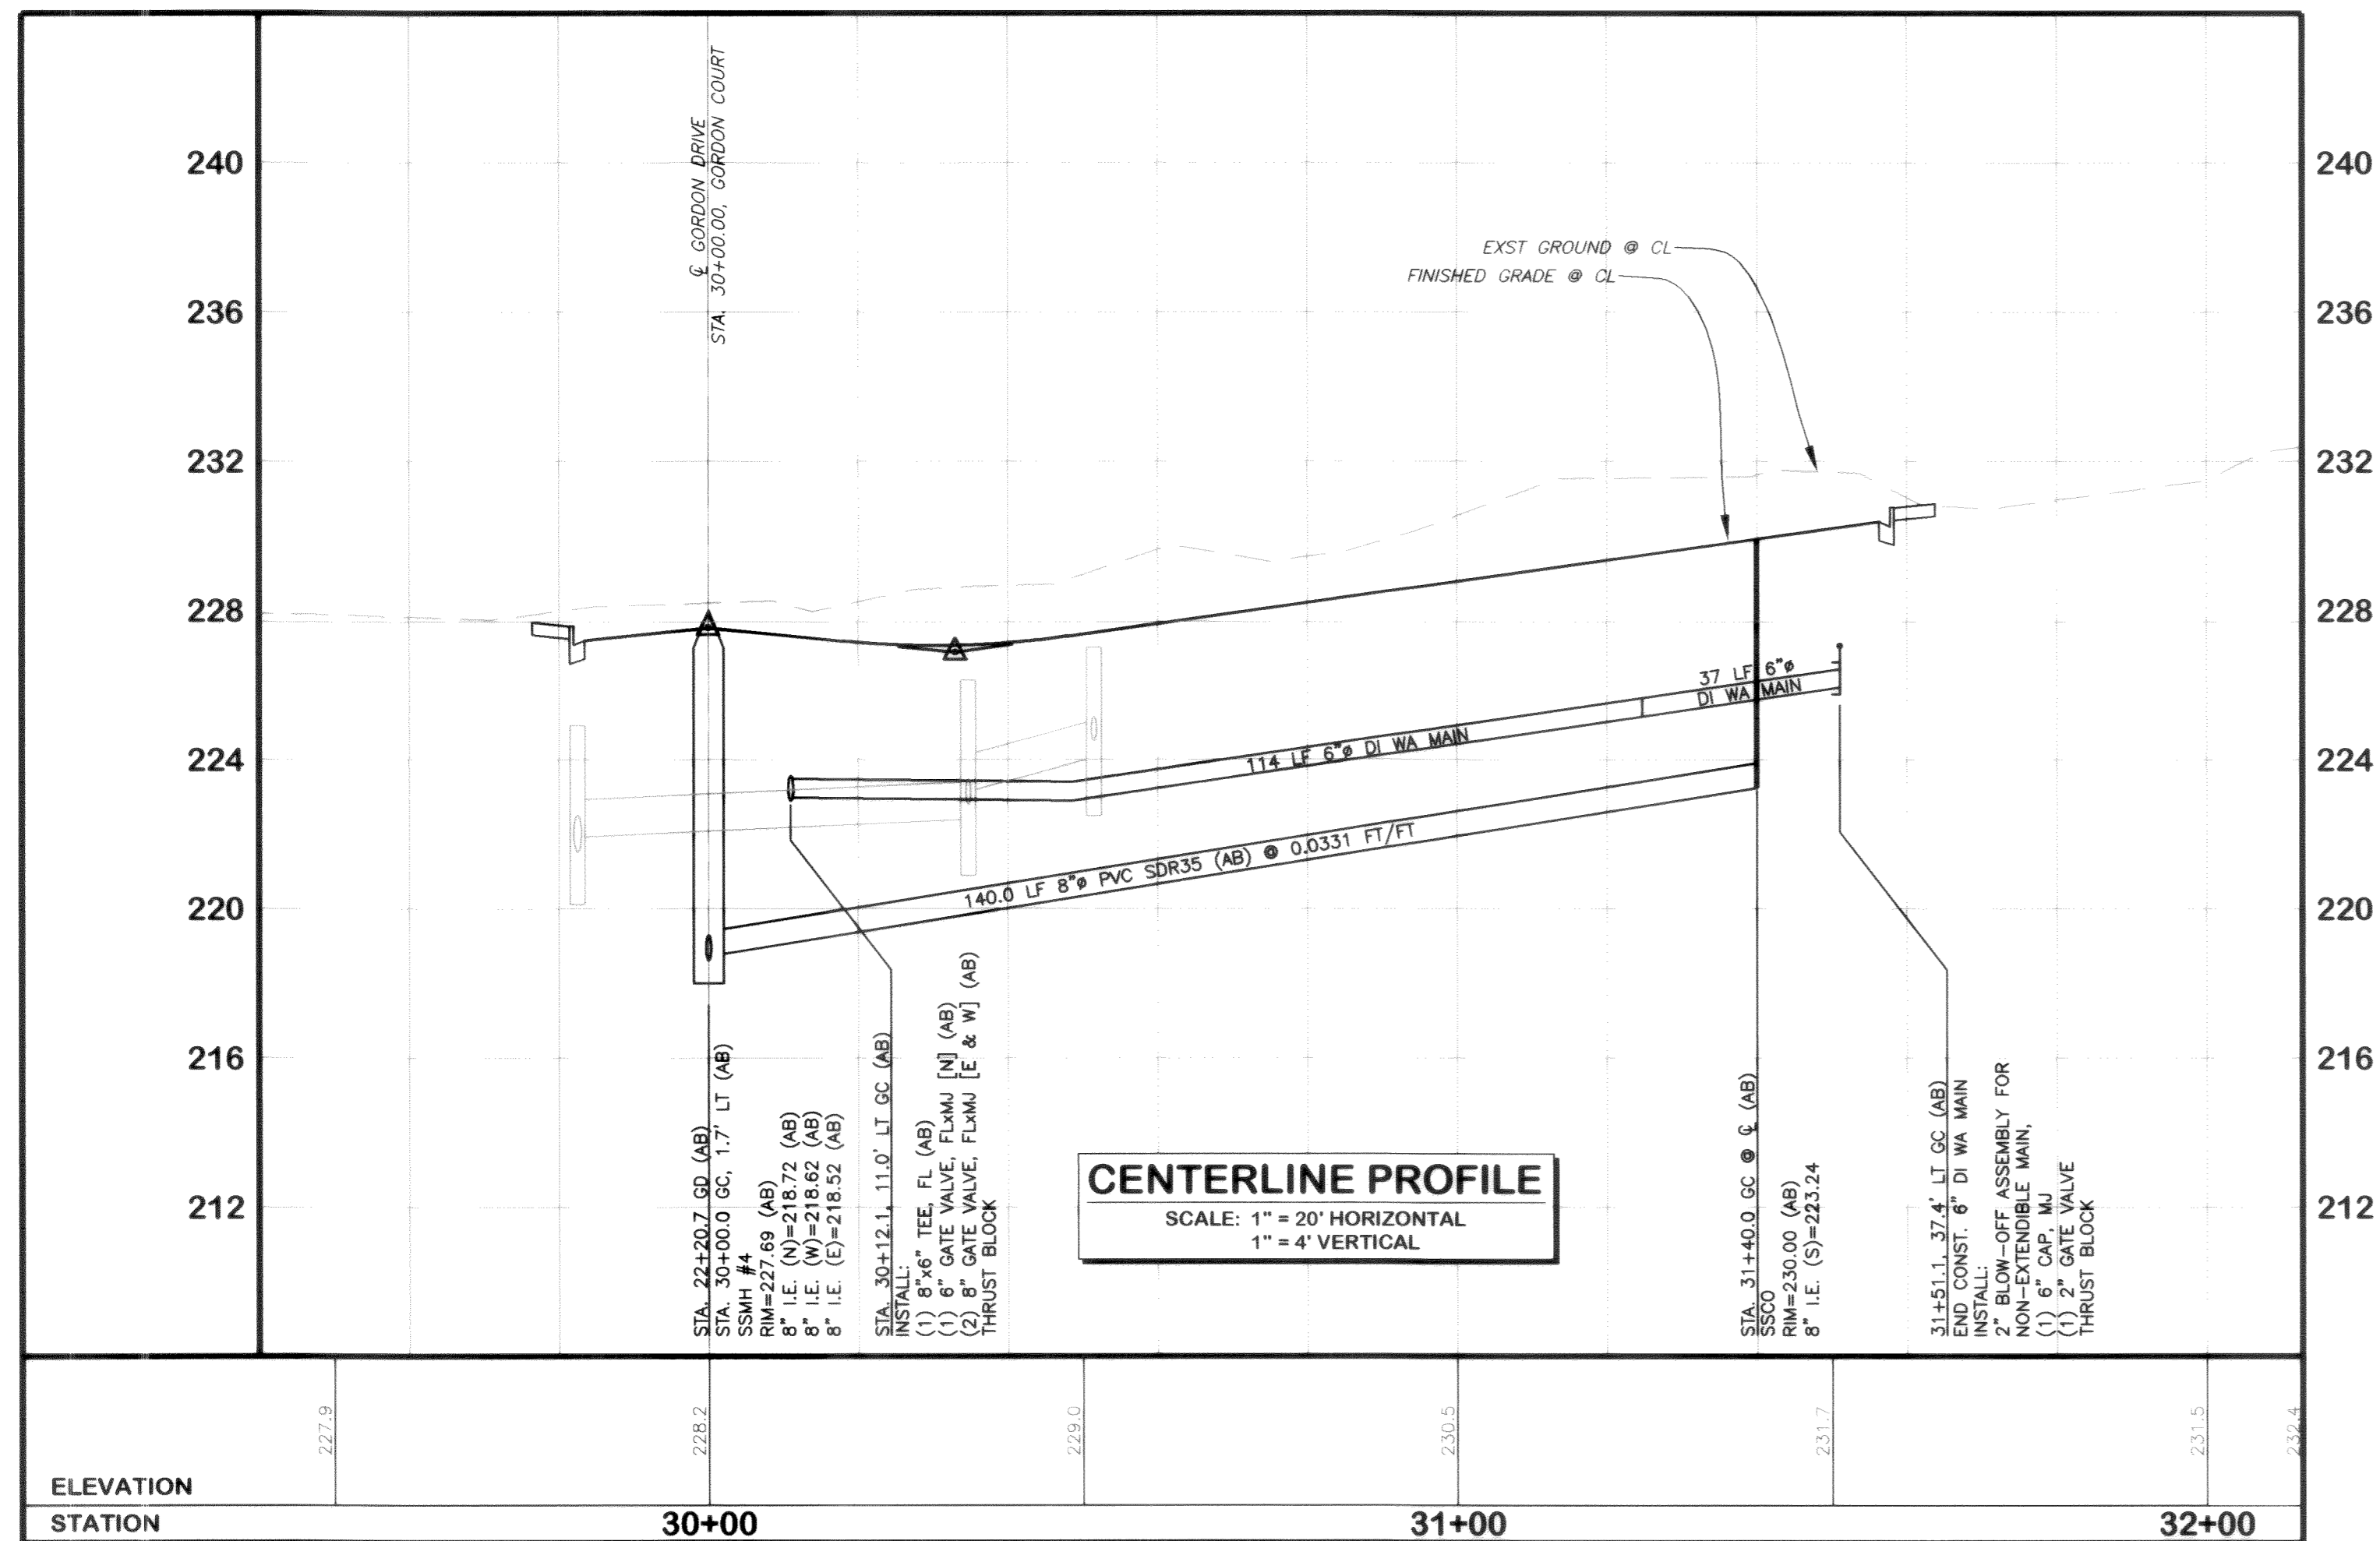 ℄ GORDON DRIVE
STA. 30+00.00, GORDON COURT
240
240
236
236
EXST GROUND @ CL
FINISHED GRADE @ CL
232
232
228
228
37 LF 6"ø
DI WA MAIN
224
224
114 LF 6"ø DI WA MAIN
140.0 LF 8"ø PVC SDR35 (AB) @ 0.0331 FT/FT
220
220
216
216
212
212
STA. 22+20.7 GD (AB)
STA. 30+00.0 GC, 1.7' LT (AB)
SSMH #4
RIM=227.69 (AB)
8" I.E. (N)=218.72 (AB)
8" I.E. (W)=218.62 (AB)
8" I.E. (E)=218.52 (AB)
STA. 30+12.1, 11.0' LT GC (AB)
INSTALL:
(1) 8"x6" TEE, FL (AB)
(1) 6" GATE VALVE, FLxMJ [N] (AB)
(2) 8" GATE VALVE, FLxMJ [E & W] (AB)
THRUST BLOCK
CENTERLINE PROFILE
SCALE: 1" = 20' HORIZONTAL
1" = 4' VERTICAL
STA. 31+40.0 GC @ ℄ (AB)
SSCO
RIM=230.00 (AB)
8" I.E. (S)=223.24
31+51.1, 37.4' LT GC (AB)
END CONST. 6" DI WA MAIN
INSTALL:
2" BLOW-OFF ASSEMBLY FOR
NON-EXTENDIBLE MAIN,
(1) 6" CAP, MJ
(1) 2" GATE VALVE
THRUST BLOCK
227.9
228.2
229.0
230.5
231.7
231.5
232.4
ELEVATION
STATION
30+00
31+00
32+00